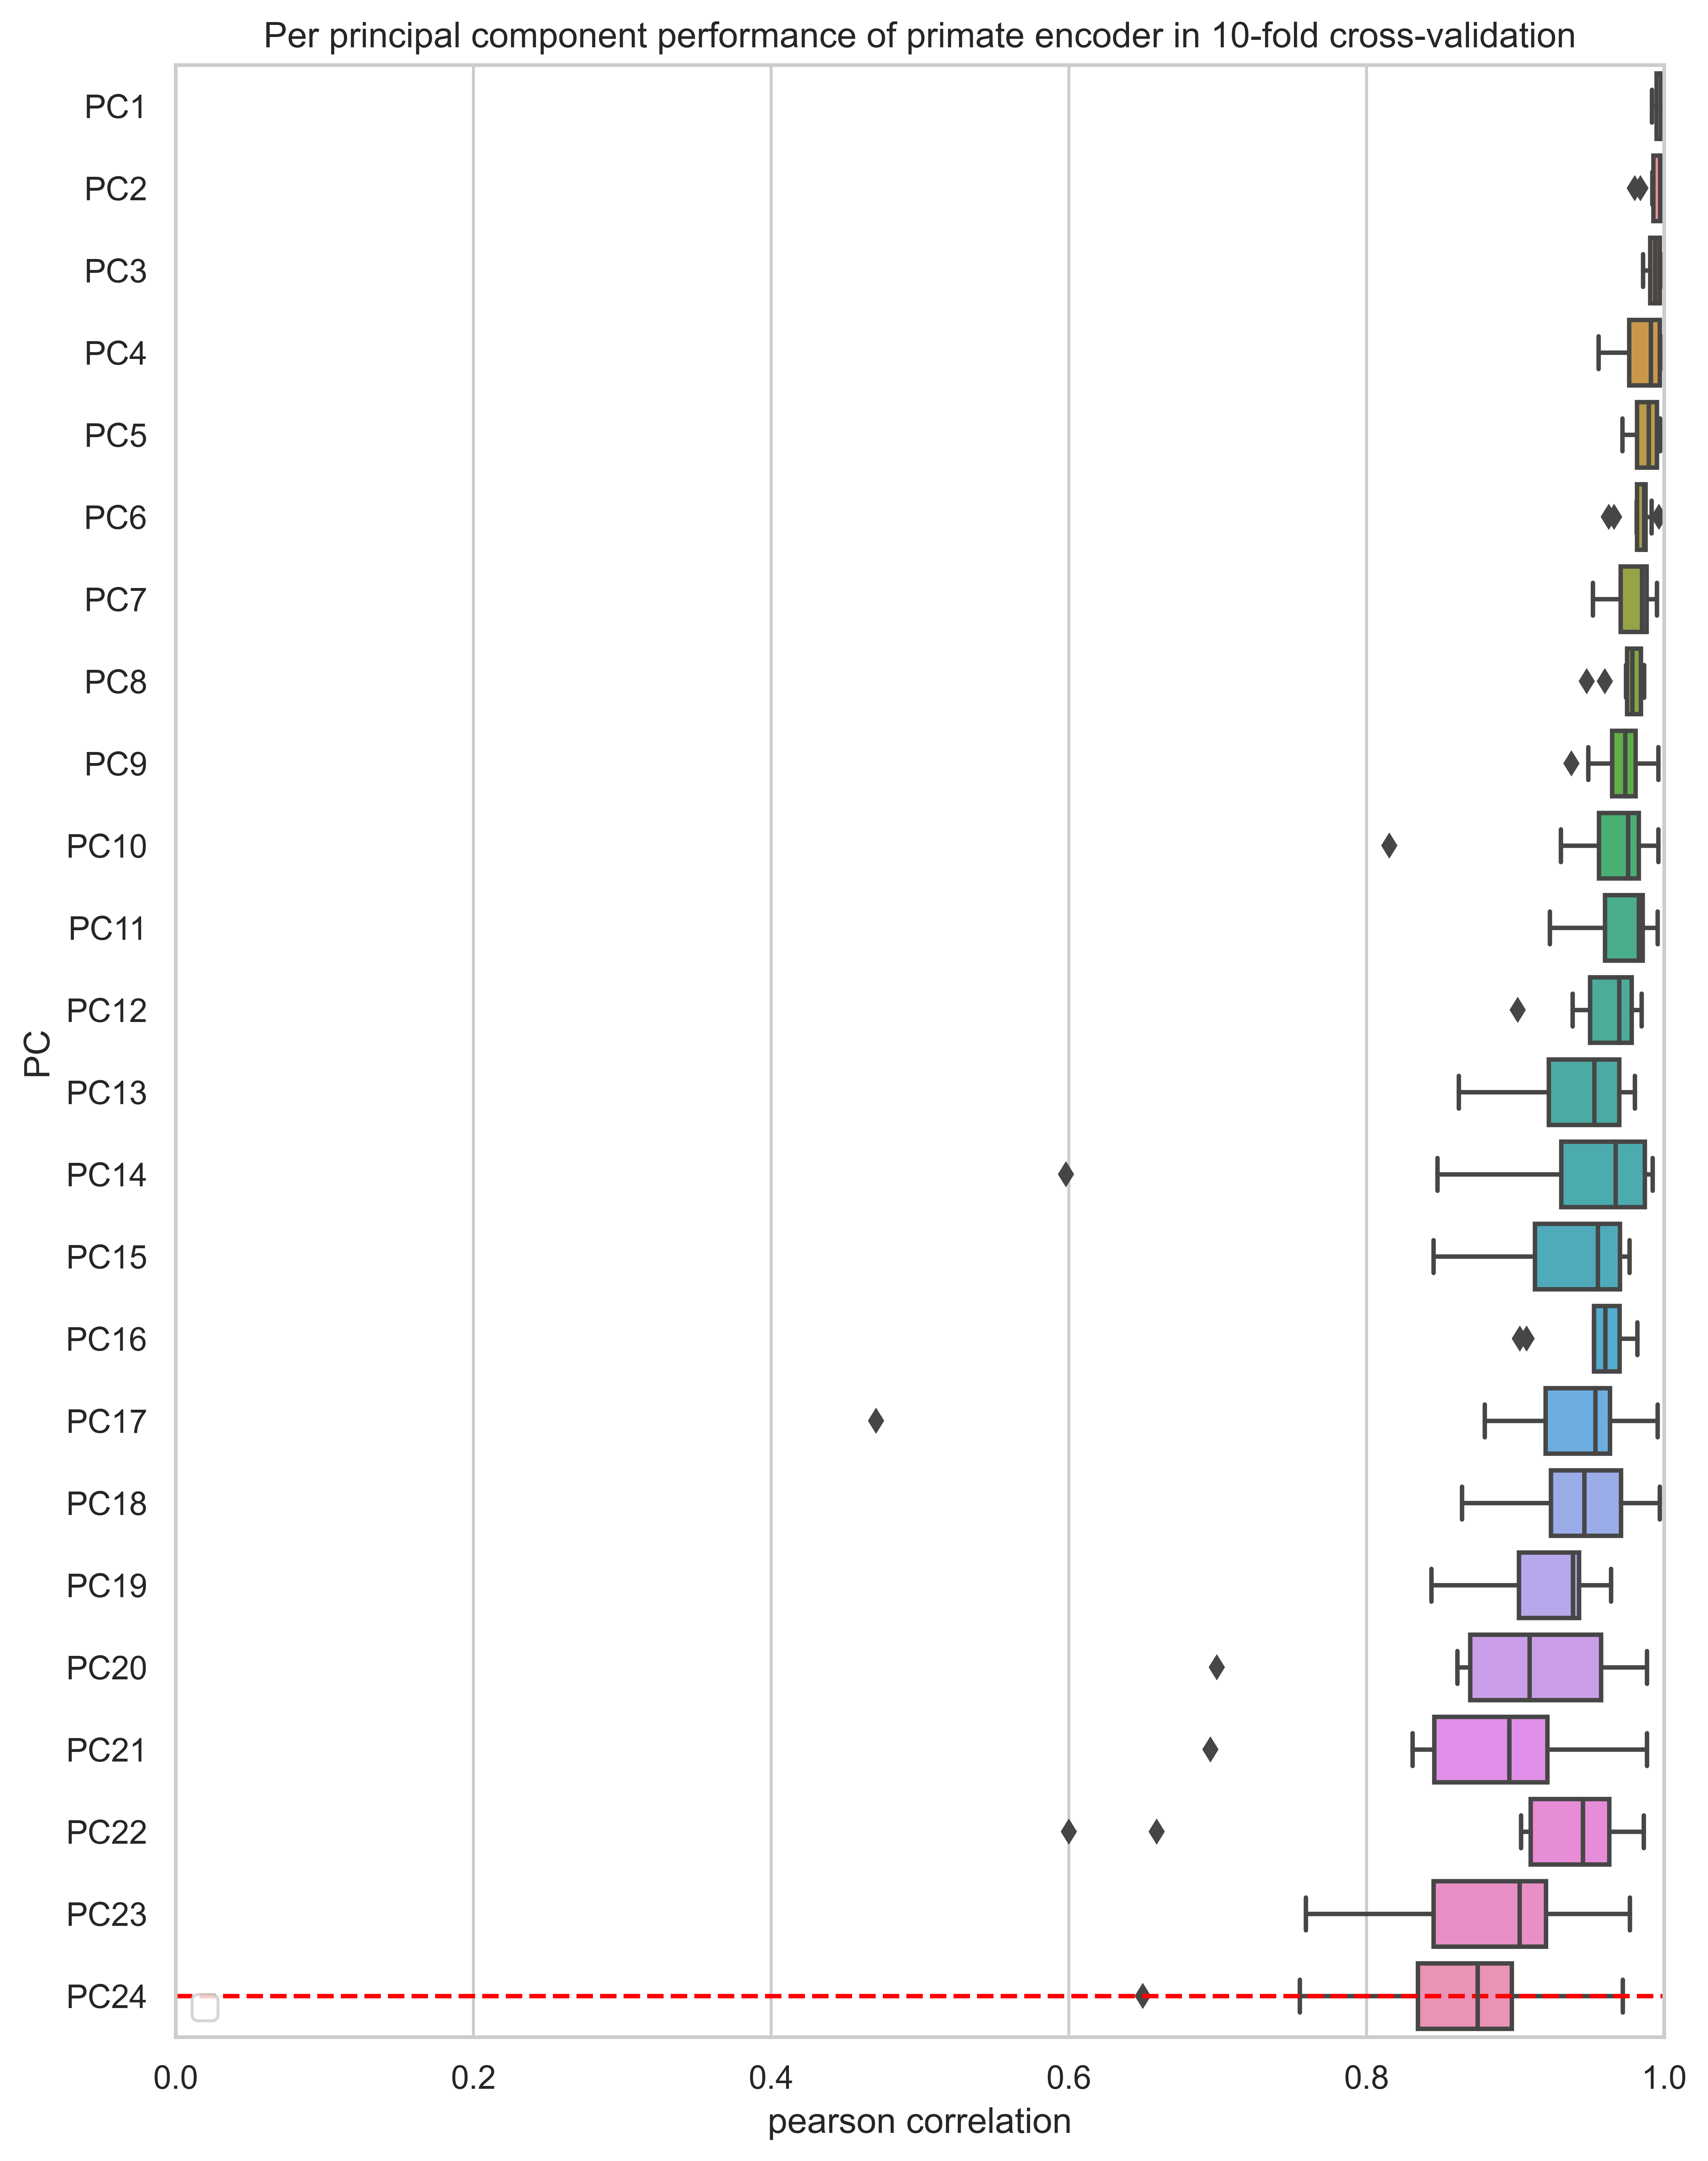 Per principal component performance of primate encoder in 10-fold cross-validation
PC1
PC2
PC3
PC4
PC5
PC6
PC7
PC8
PC9
PC10
PC11
PC12
PC13
PC14
PC15
PC16
PC17
PC18
PC19
PC20
PC21
PC22
PC23
PC24
PC
0.0 0.2 0.4 0.6 0.8 1.0
pearson correlation